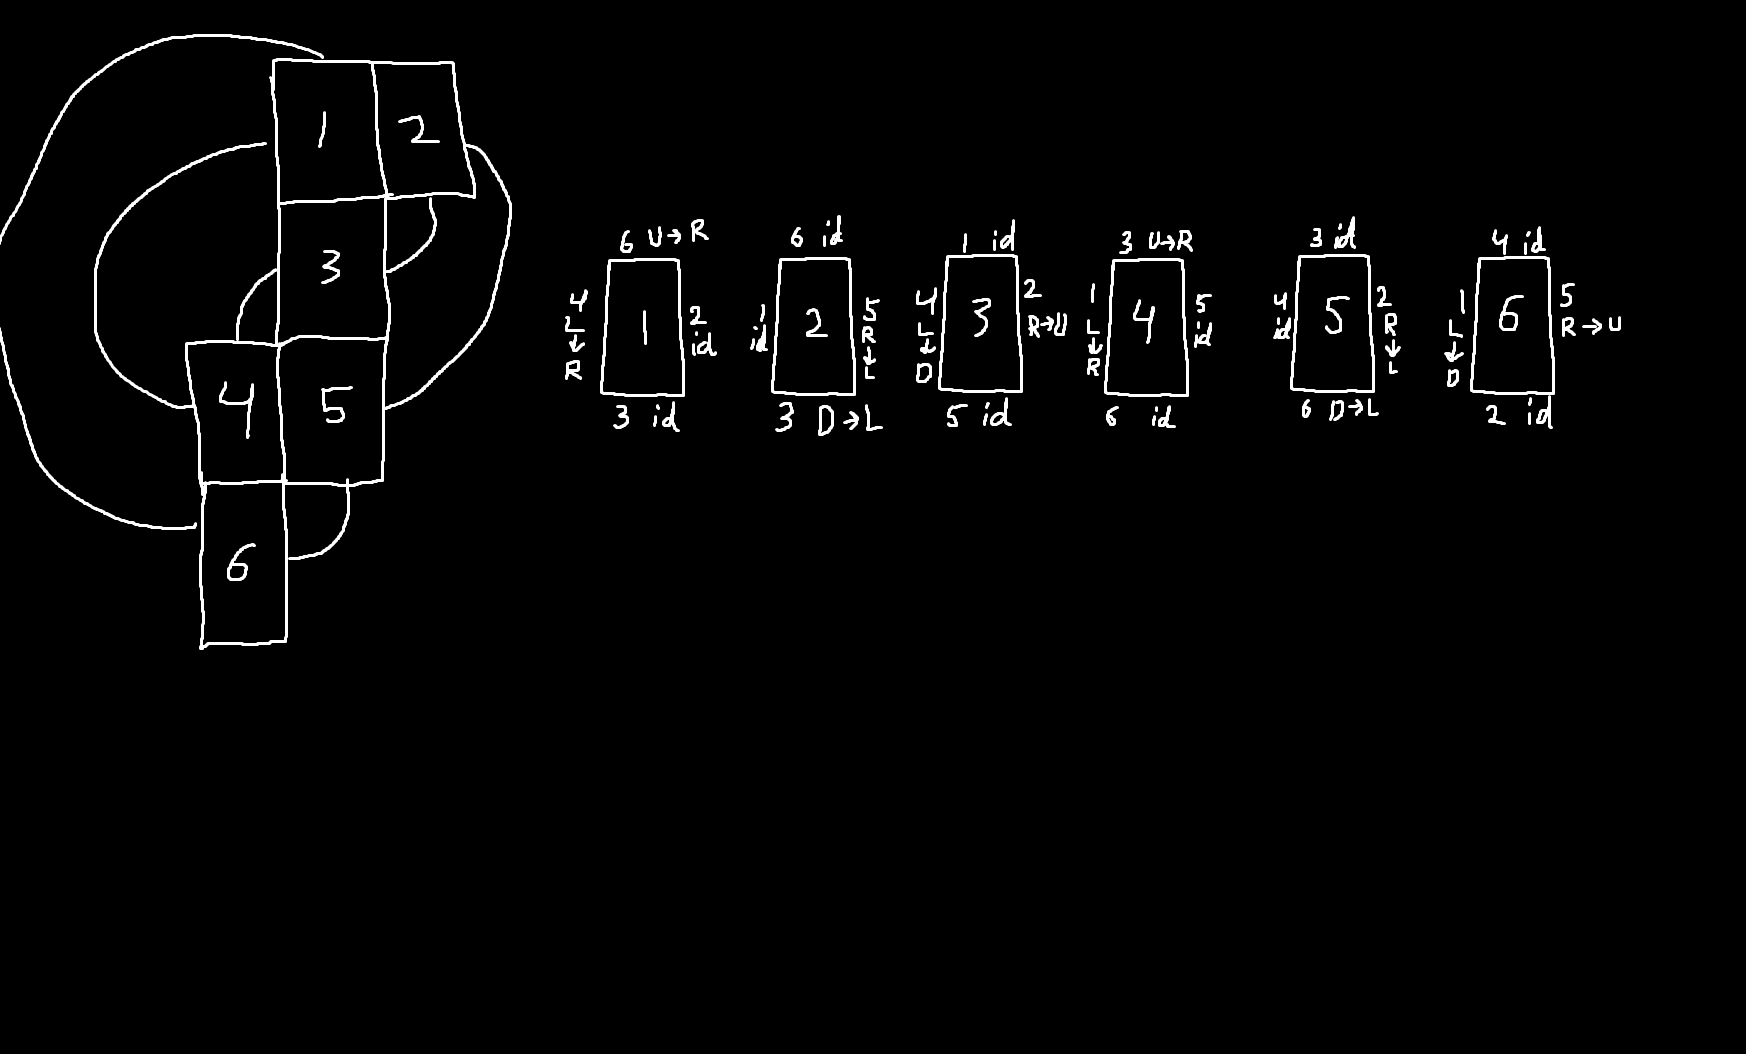 1 2
3
4 5
6
6 U→R
4 L→R
1
2 id
3 id
6 id
1 id
2
5 R→L
3 D→L
1 id
4 L→D
3
2 R→U
5 id
3 U→R
1 L→R
4
5 id
6 id
3 id
4 id
5
2 R→L
6 D→L
4 id
1 L→D
6
5 R→U
2 id